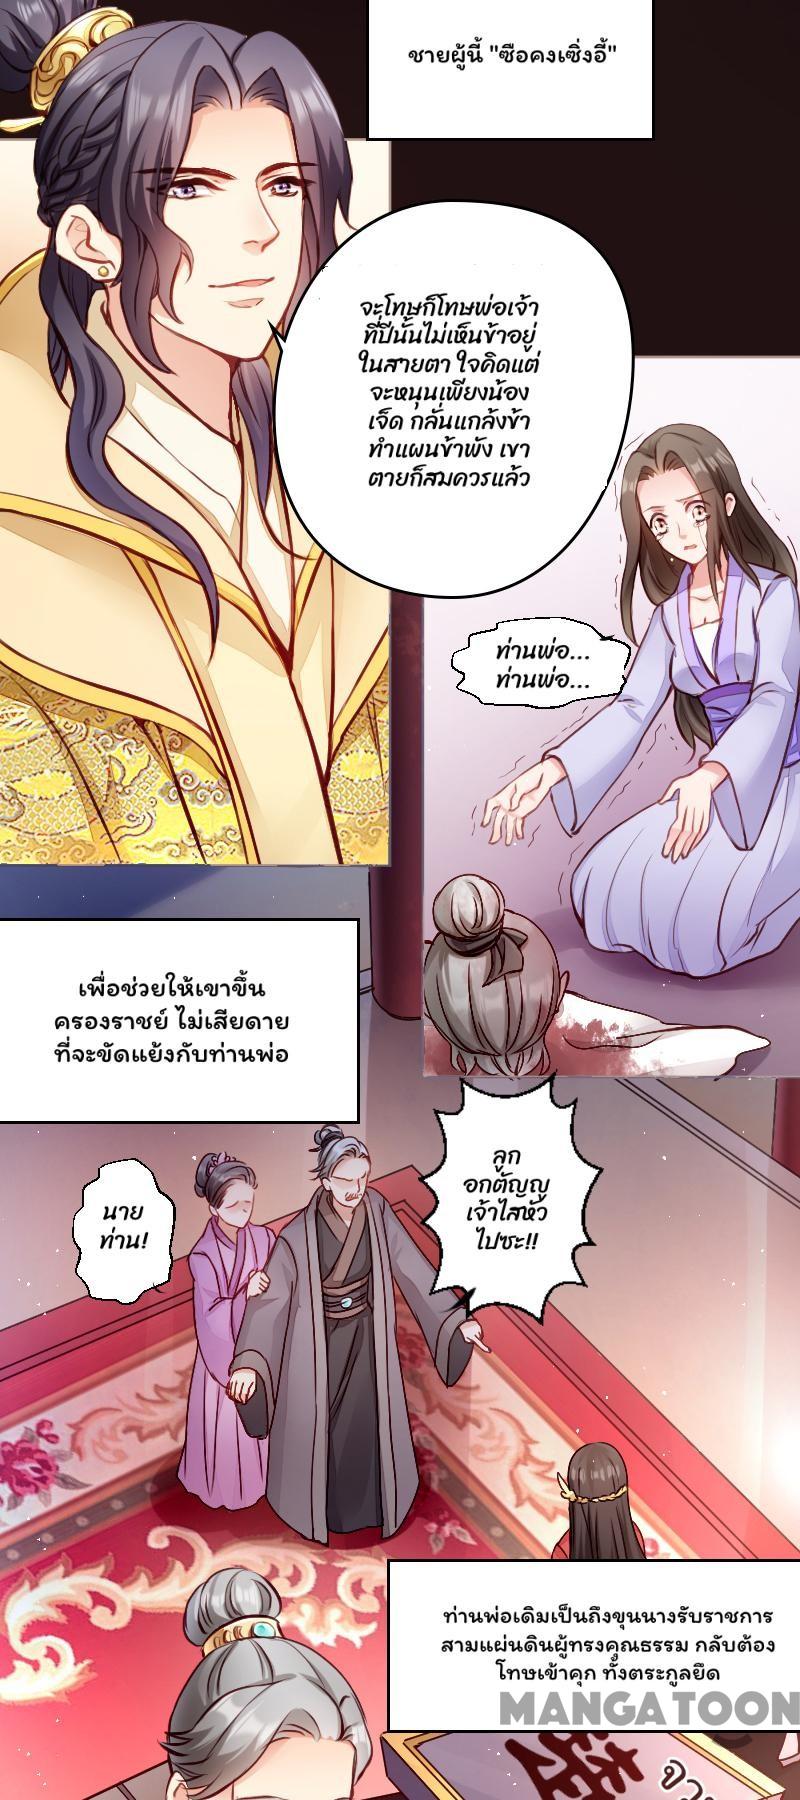 ชายผู้นี้ "ซือคงเซิ่งอี้"
จะโทษก็โทษพ่อเจ้า
ที่ปีนั้นไม่เห็นข้าอยู่
ในสายตา ใจคิดแต่
จะหนุนเพียงน้อง
เจ็ด กลั่นแกล้งข้า
ทำแผนข้าพัง เขา
ตายก็สมควรแล้ว
ท่านพ่อ...
ท่านพ่อ...
เพื่อช่วยให้เขาขึ้น
ครองราชย์ ไม่เสียดาย
ที่จะขัดแย้งกับท่านพ่อ
ลูก
อกตัญญู
เจ้าไสหัว
ไปซะ!!
นาย
ท่าน!
ท่านพ่อเดิมเป็นถึงขุนนางรับราชการ
สามแผ่นดินผู้ทรงคุณธรรม กลับต้อง
โทษเข้าคุก ทั้งตระกูลยึด
MANGATOON